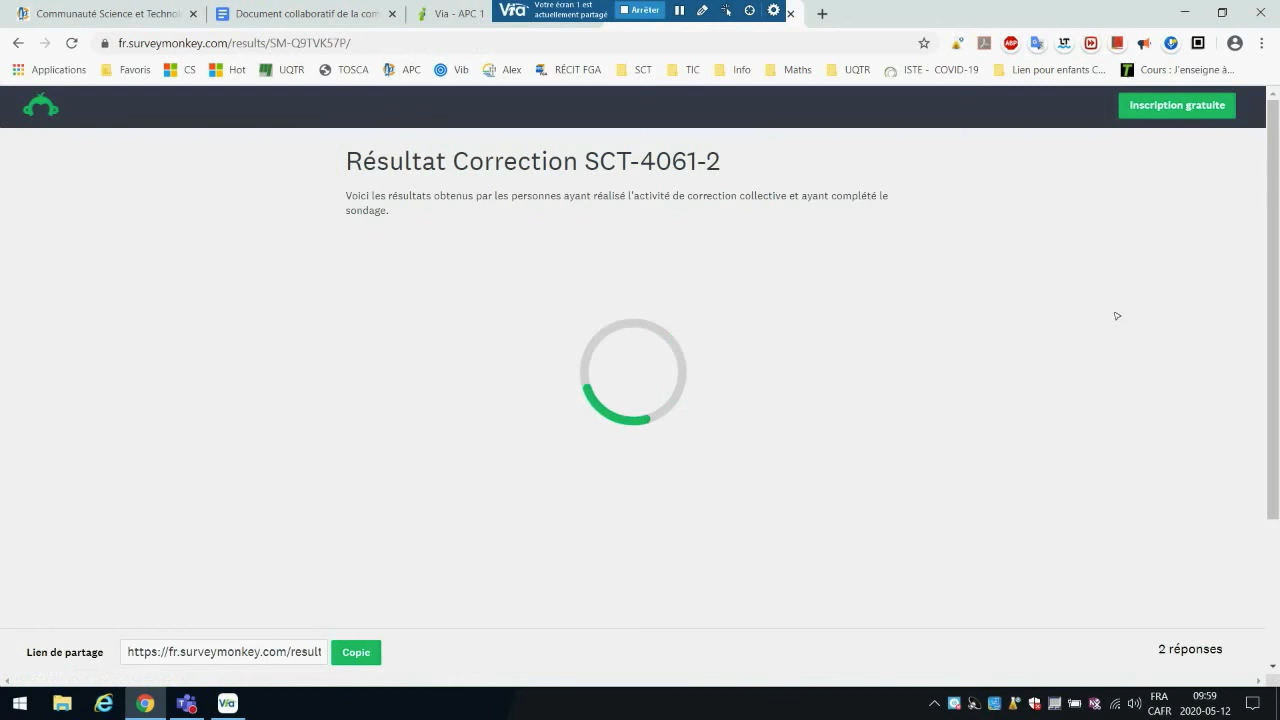 Communauté Science et Technol
Document collaboratif de la com
Via - APC 1
Via
Votre écran 1 est
actuellement partagé
Arrêter
fr.surveymonkey.com/results/SM-Q9TVK57P/
ABP
LT
Applications
Favoris
CS
Hot
UQTR
TOSCA
APC
Vib
Alex
RÉCIT FGA
SCT
TIC
Info
Maths
UQTR
ISTE - COVID-19
Lien pour enfants C...
Cours : J'enseigne à...
Inscription gratuite
Résultat Correction SCT-4061-2
Voici les résultats obtenus par les personnes ayant réalisé l'activité de correction collective et ayant complété le
sondage.
Lien de partage
https://fr.surveymonkey.com/result
Copie
2 réponses
Via
FRA
CAFR
09:59
2020-05-12